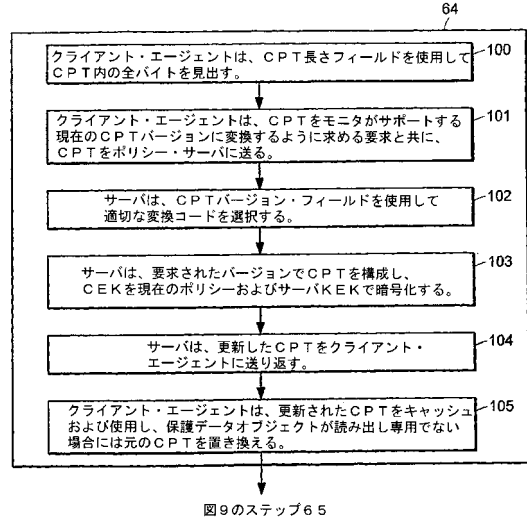 64
クライアント・エージェントは、CPT長さフィールドを使用して
CPT内の全バイトを見出す。
100
クライアント・エージェントは、CPTをモニタがサポートする
現在のCPTバージョンに変換するように求める要求と共に、
CPTをポリシー・サーバに送る。
101
サーバは、CPTバージョン・フィールドを使用して
適切な変換コードを選択する。
102
サーバは、要求されたバージョンでCPTを構成し、
CEKを現在のポリシーおよびサーバKEKで暗号化する。
103
サーバは、更新したCPTをクライアント・
エージェントに送り返す。
104
クライアント・エージェントは、更新されたCPTをキャッシュ
および使用し、保護データオブジェクトが読み出し専用でない
場合には元のCPTを置き換える。
105
図9のステップ65